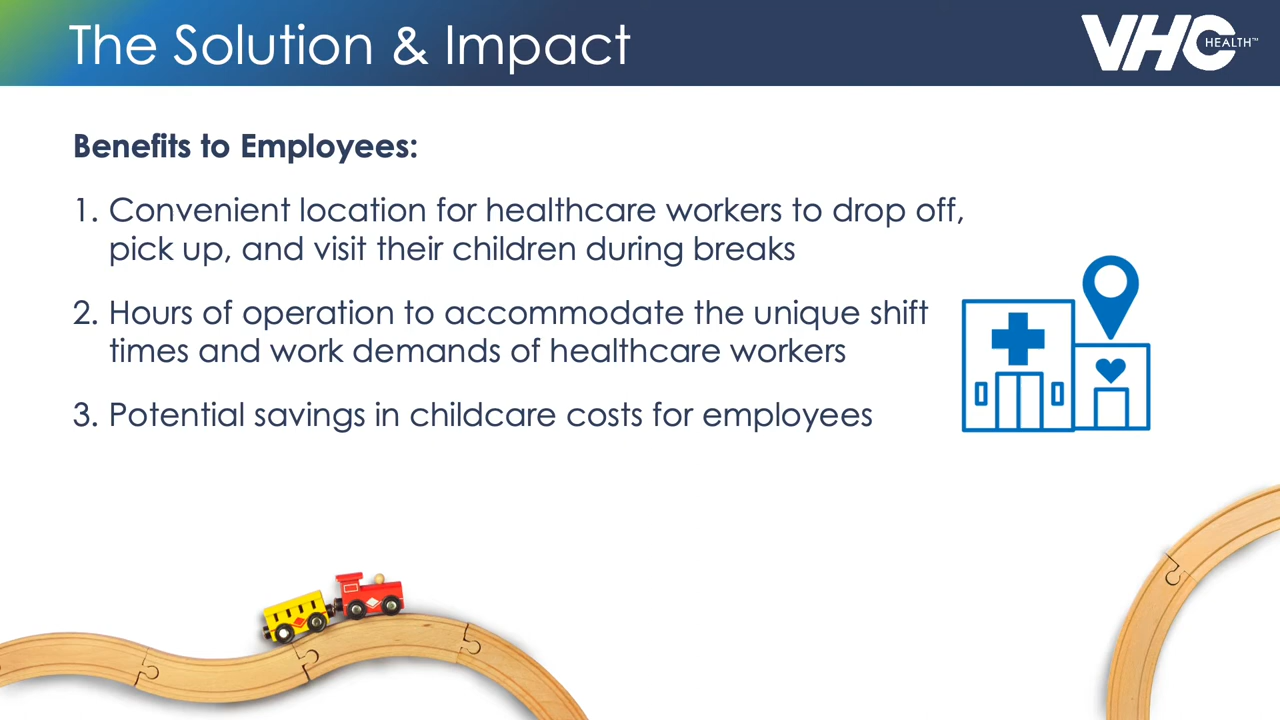 The Solution & Impact
VHC HEALTH™
Benefits to Employees:
1. Convenient location for healthcare workers to drop off,
pick up, and visit their children during breaks
2. Hours of operation to accommodate the unique shift
times and work demands of healthcare workers
3. Potential savings in childcare costs for employees